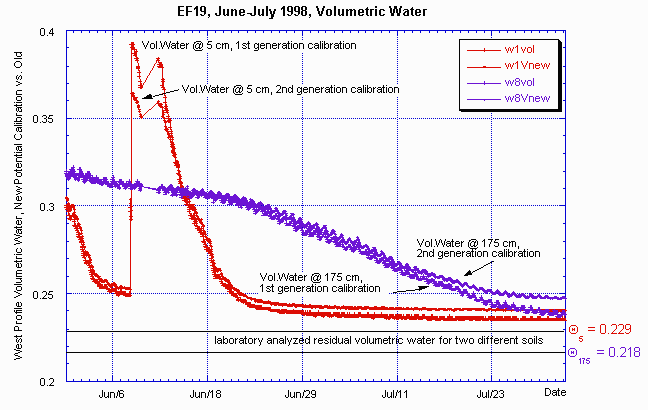 EF19, June-July 1998, Volumetric Water
West Profile Volumetric Water, New Potential Calibration vs. Old
0.4
0.35
0.3
0.25
0.2
Vol.Water @ 5 cm, 1st generation calibration
Vol.Water @ 5 cm, 2nd generation calibration
w1vol
w1Vnew
w8vol
w8Vnew
Vol.Water @ 175 cm,
2nd generation calibration
Vol.Water @ 175 cm,
1st generation calibration
Θ5 = 0.229
laboratory analyzed residual volumetric water for two different soils
Θ175 = 0.218
Jun/6
Jun/18
Jun/29
Jul/11
Jul/23
Date